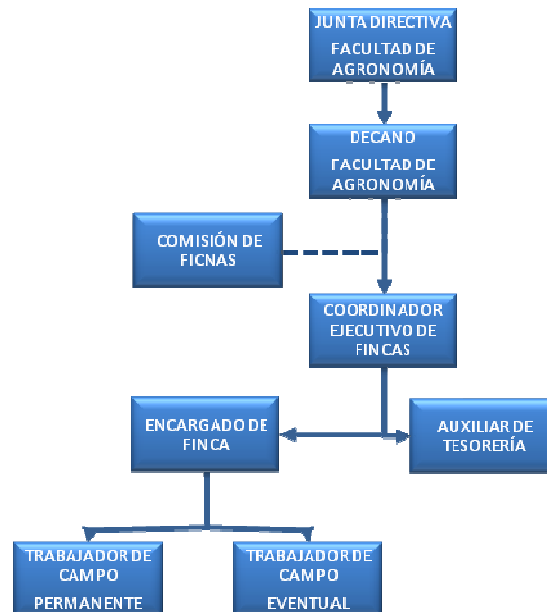 JUNTA DIRECTIVA
FACULTAD DE
AGRONOMÍA
DECANO
FACULTAD DE
AGRONOMÍA
COMISIÓN DE
FICNAS
COORDINADOR
EJECUTIVO DE
FINCAS
ENCARGADO DE
FINCA
AUXILIAR DE
TESORERÍA
TRABAJADOR DE
CAMPO
PERMANENTE
TRABAJADOR DE
CAMPO
EVENTUAL